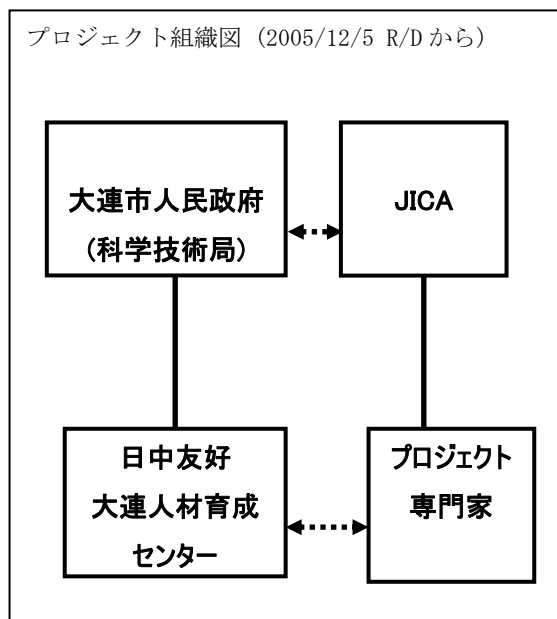 プロジェクト組織図（2005/12/5 R/D から）
大連市人民政府
（科学技術局）
JICA
日中友好
大連人材育成
センター
プロジェクト
専門家